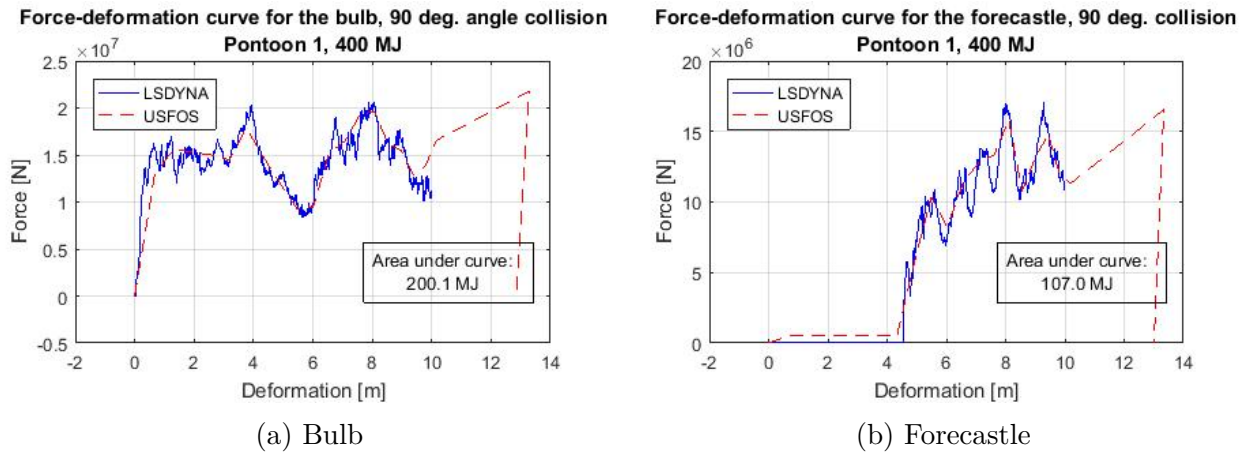 Force-deformation curve for the bulb, 90 deg. angle collision
Pontoon 1, 400 MJ
×10⁷
2.5
2
1.5
1
0.5
0
-0.5
Force [N]
LSDYNA
USFOS
Area under curve:
200.1 MJ
-2 0 2 4 6 8 10 12 14
Deformation [m]
(a) Bulb
Force-deformation curve for the forecastle, 90 deg. collision
Pontoon 1, 400 MJ
×10⁶
20
15
10
5
0
Force [N]
LSDYNA
USFOS
Area under curve:
107.0 MJ
-2 0 2 4 6 8 10 12 14
Deformation [m]
(b) Forecastle